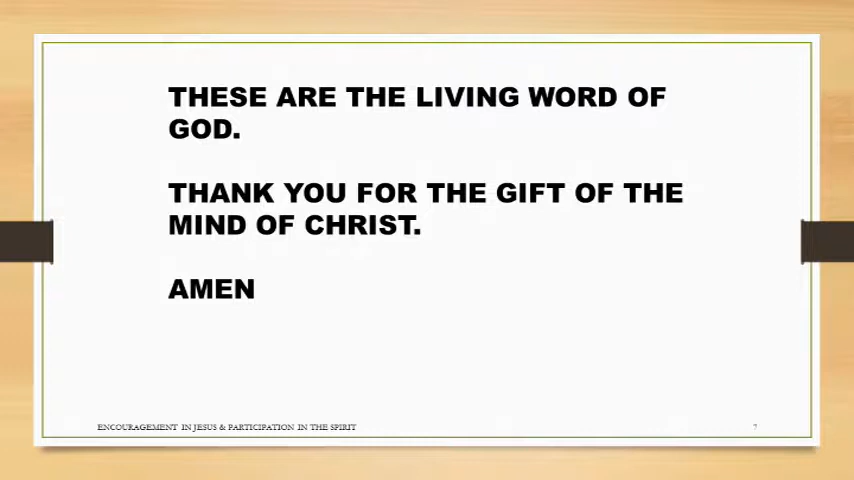 THESE ARE THE LIVING WORD OF
GOD.
THANK YOU FOR THE GIFT OF THE
MIND OF CHRIST.
AMEN
ENCOURAGEMENT IN JESUS & PARTICIPATION IN THE SPIRIT
7